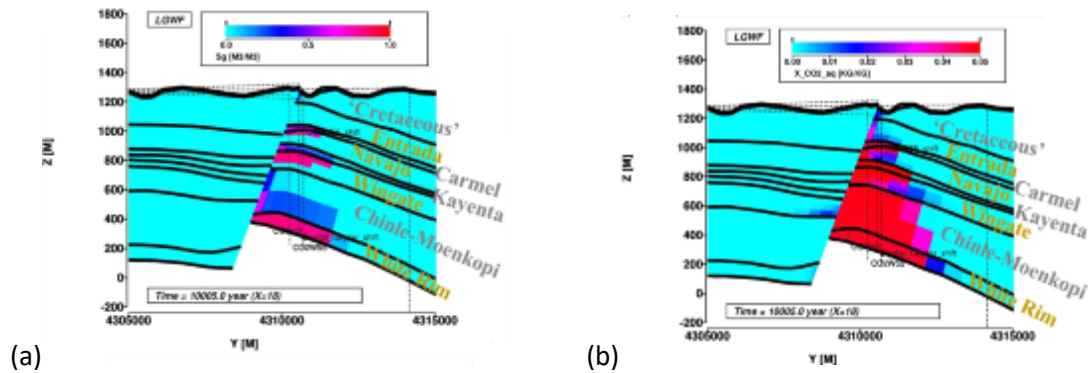 1800
1600
1400
1200
1000
800
600
400
200
0
-200
Z [M]
LGWF
0.0 0.5 1.0
Sg [M3/M3]
'Cretaceous'
Entrada
Carmel
Navajo
Kayenta
Wingate
Chinle-Moenkopi
White Rim
Time = 10005.0 year (X=18)
4305000 4310000 4315000
Y [M]
(a)
1800
1600
1400
1200
1000
800
600
400
200
0
-200
Z [M]
LGWF
0.00 0.01 0.02 0.03 0.04 0.05
X_CO2_aq [KG/KG]
'Cretaceous'
Entrada
Carmel
Navajo
Kayenta
Wingate
Chinle-Moenkopi
White Rim
Time = 10005.0 year (X=18)
4305000 4310000 4315000
Y [M]
(b)